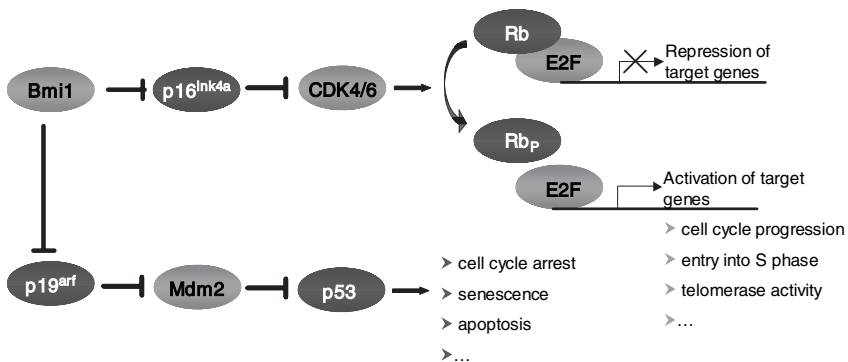 Rb
E2F
Repression of
target genes
Bmi1
p16ink4a
CDK4/6
RbP
E2F
Activation of target
genes
cell cycle progression
entry into S phase
telomerase activity
...
p19arf
Mdm2
p53
cell cycle arrest
senescence
apoptosis
...